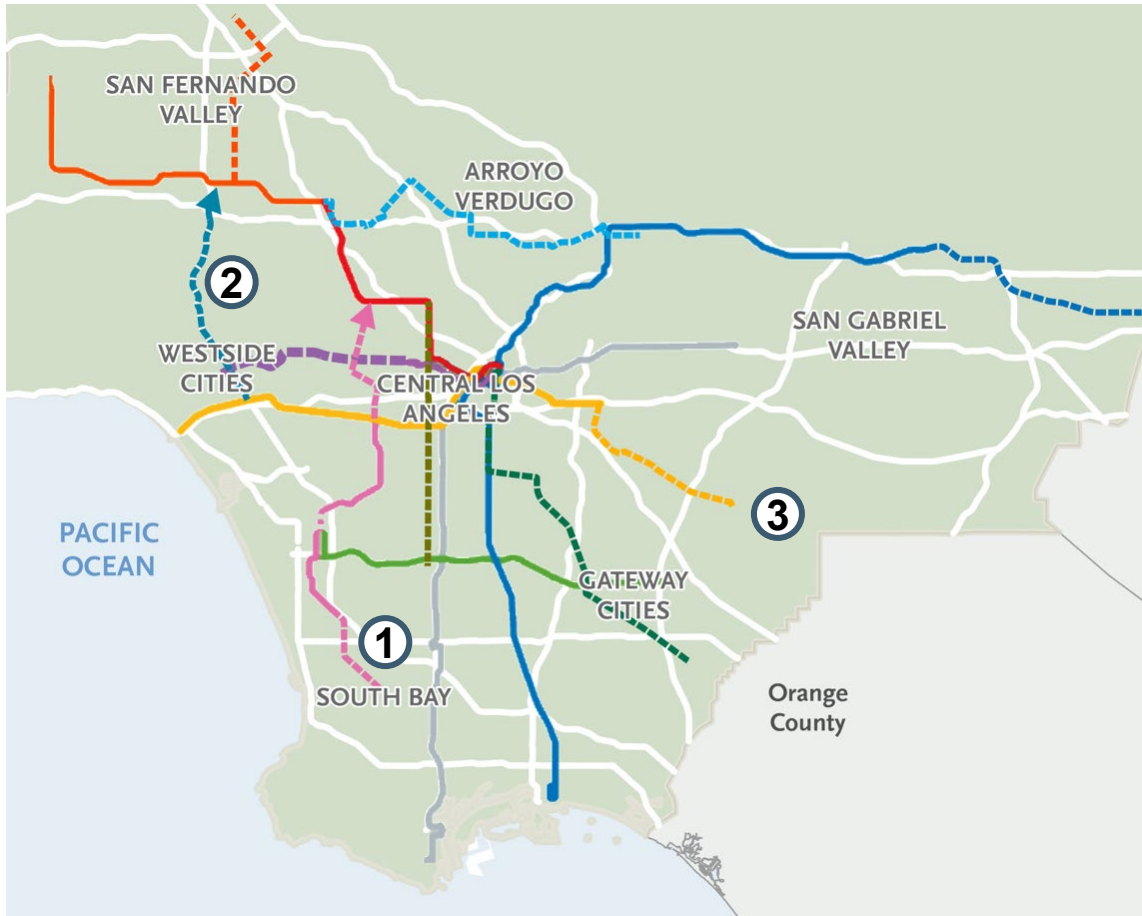 SAN FERNANDO
VALLEY
ARROYO
VERDUGO
2
SAN GABRIEL
VALLEY
WESTSIDE
CITIES
CENTRAL LOS
ANGELES
3
PACIFIC
OCEAN
GATEWAY
CITIES
1
SOUTH BAY
Orange
County